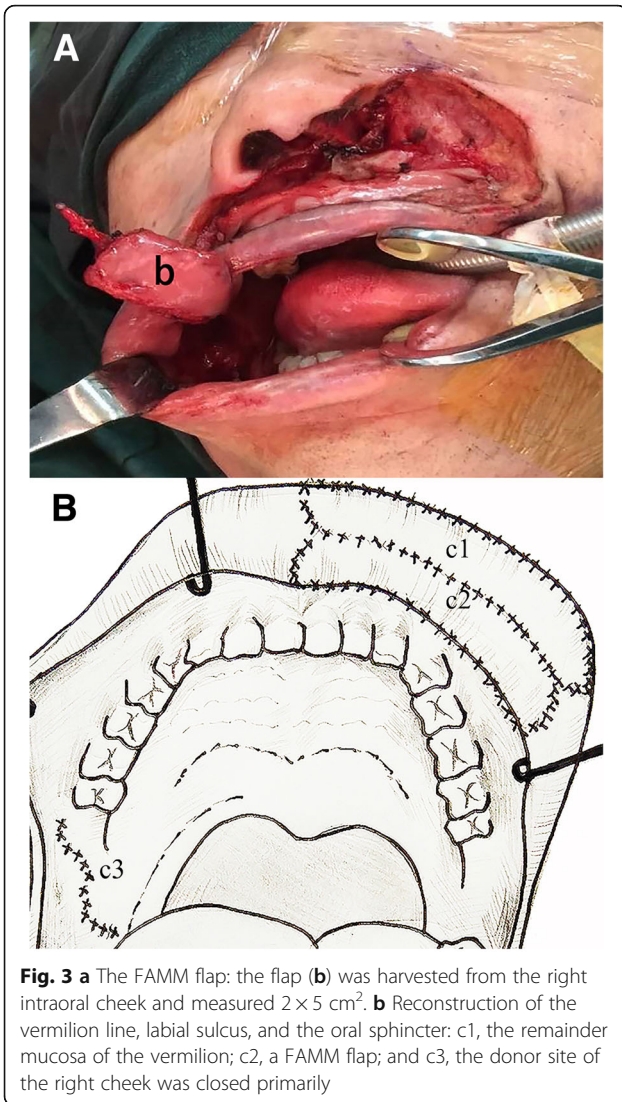 A
b
B
c1
c2
c3
Fig. 3 a The FAMM flap: the flap (b) was harvested from the right
intraoral cheek and measured 2 × 5 cm². b Reconstruction of the
vermilion line, labial sulcus, and the oral sphincter: c1, the remainder
mucosa of the vermilion; c2, a FAMM flap; and c3, the donor site of
the right cheek was closed primarily